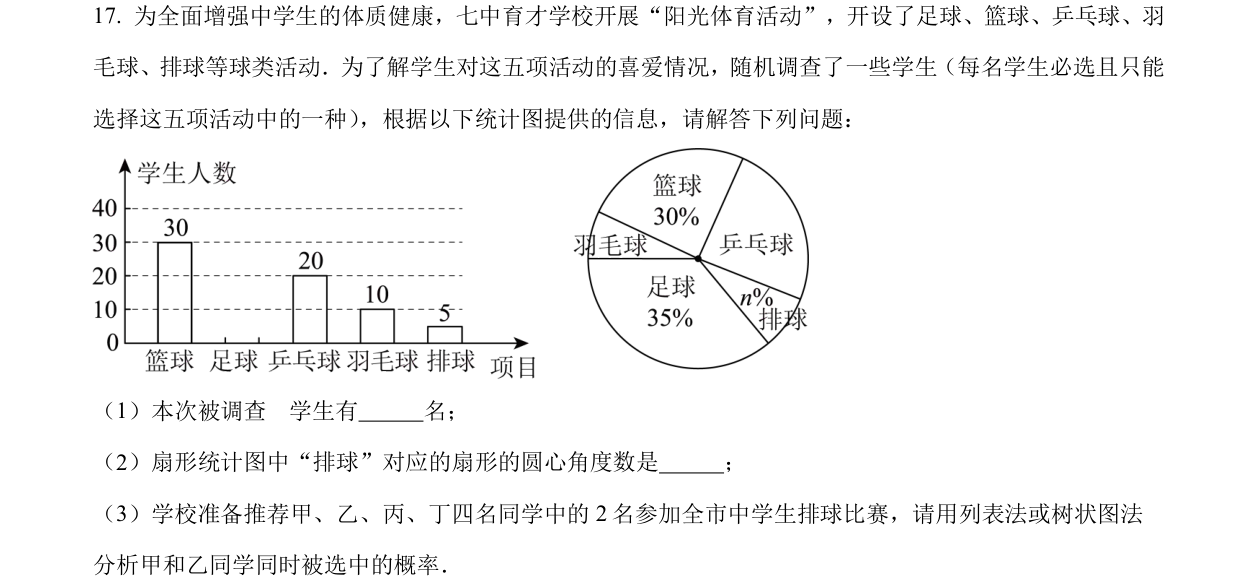 17. 为全面增强中学生的体质健康，七中育才学校开展“阳光体育活动”，开设了足球、篮球、乒乓球、羽
毛球、排球等球类活动．为了解学生对这五项活动的喜爱情况，随机调查了一些学生（每名学生必选且只能
选择这五项活动中的一种），根据以下统计图提供的信息，请解答下列问题：
学生人数
40
30
20
10
0
30
20
10
5
篮球 足球 乒乓球 羽毛球 排球 项目
篮球
30%
乒乓球
羽毛球
足球
35%
n%
排球
（1）本次被调查 学生有______名；
（2）扇形统计图中“排球”对应的扇形的圆心角度数是______；
（3）学校准备推荐甲、乙、丙、丁四名同学中的 2 名参加全市中学生排球比赛，请用列表法或树状图法
分析甲和乙同学同时被选中的概率．